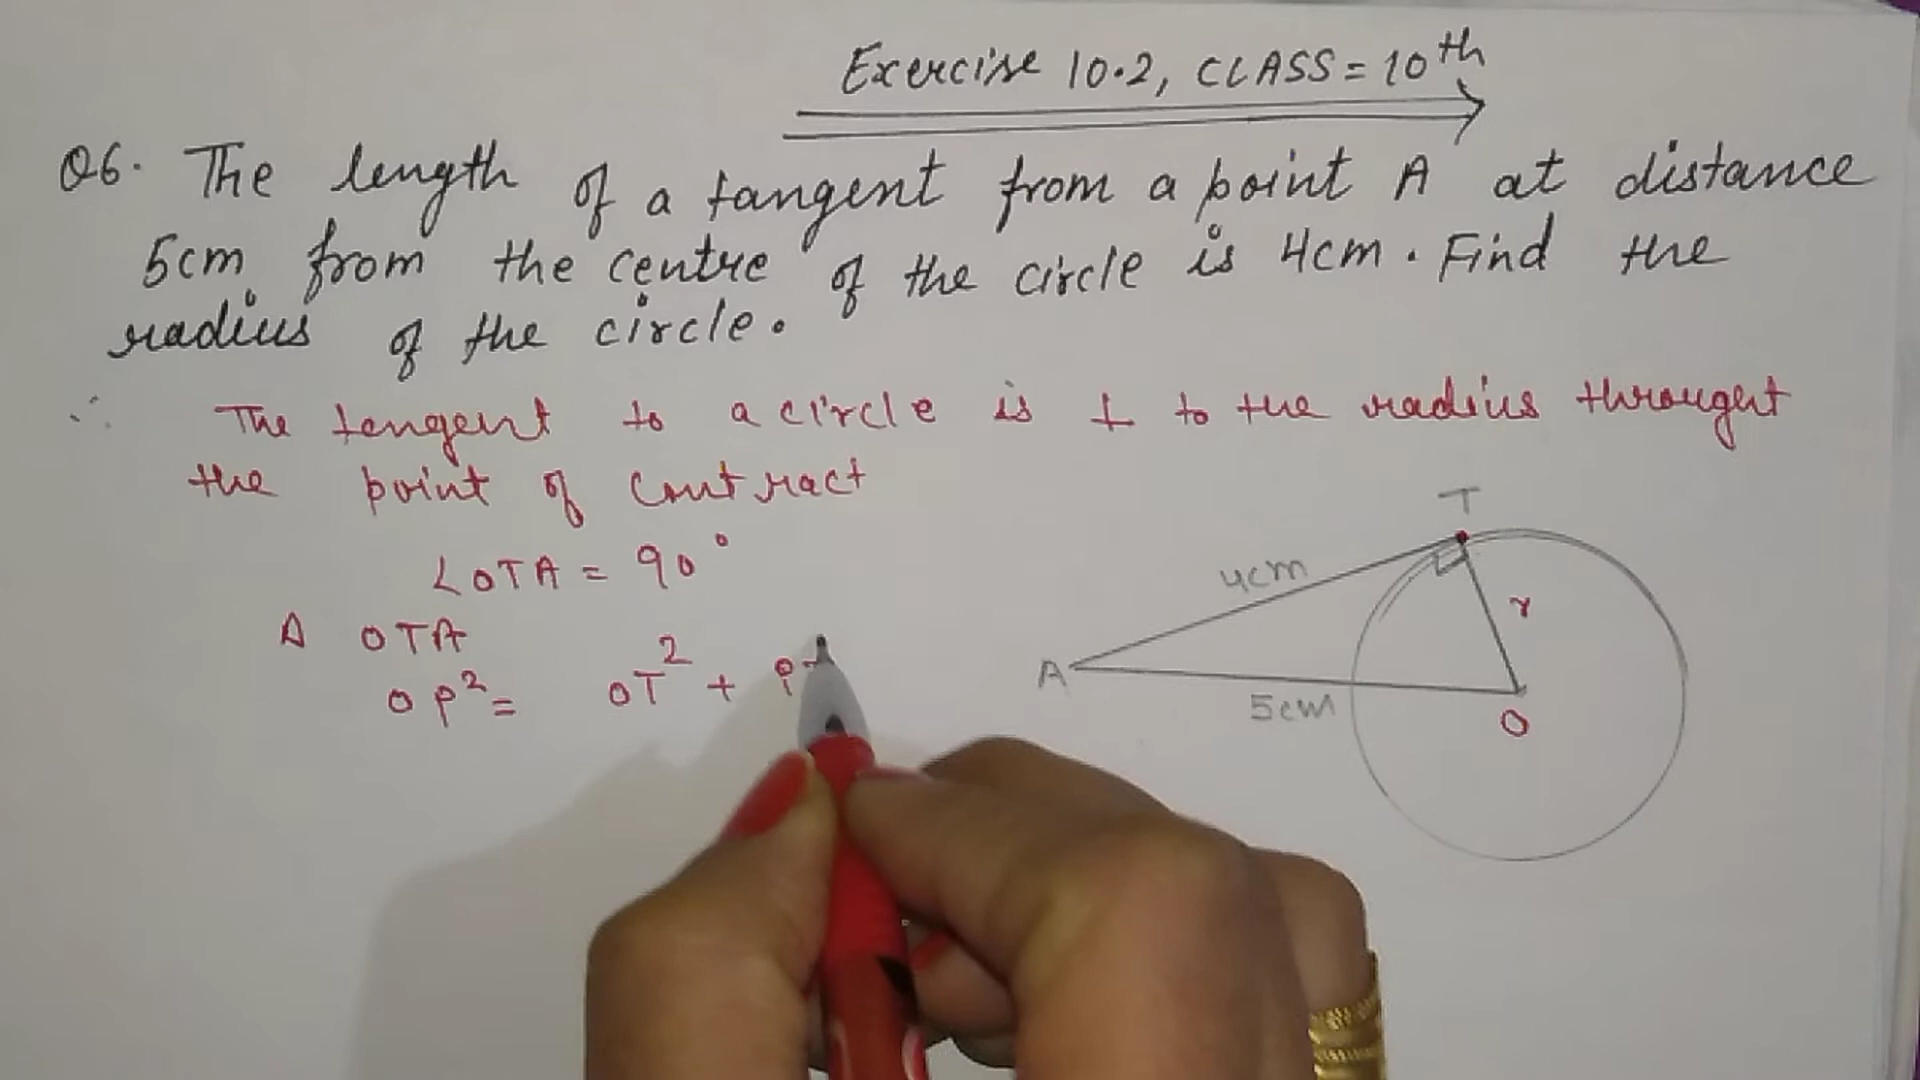 Exercise 10.2, CLASS = 10th
Q6. The length of a tangent from a point A at distance
5cm from the centre of the circle is 4cm. Find the
radius of the circle.
∴ The tangent to a circle is ⊥ to the radius throught
the point of Contract
∠OTA = 90°
Δ OTA
OP² = OT² + P
T
4cm
r
A
5cm
O